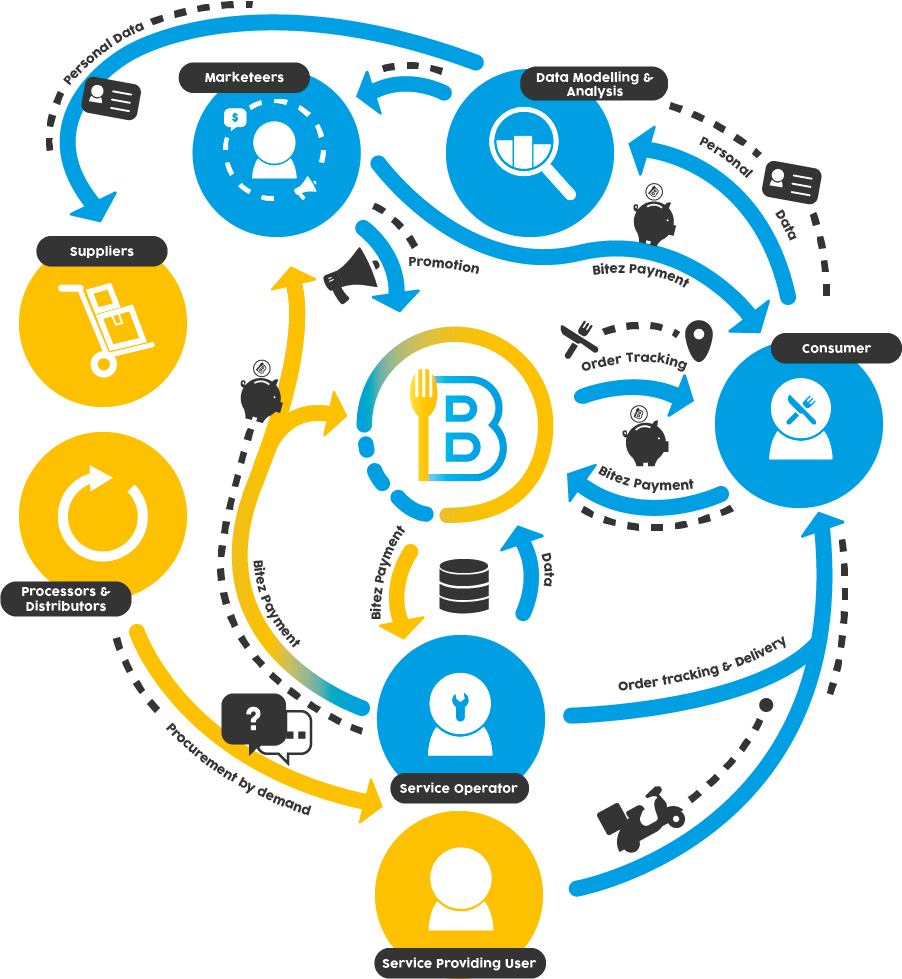 Personal Data
Marketeers
$
Data Modelling &
Analysis
Personal
Data
Suppliers
Promotion
Bitez Payment
Consumer
Order Tracking
B
Bitez Payment
Processors &
Distributors
Bitez Payment
Bitez Payment
Data
Order tracking & Delivery
?
Procurement by demand
Service Operator
Service Providing User